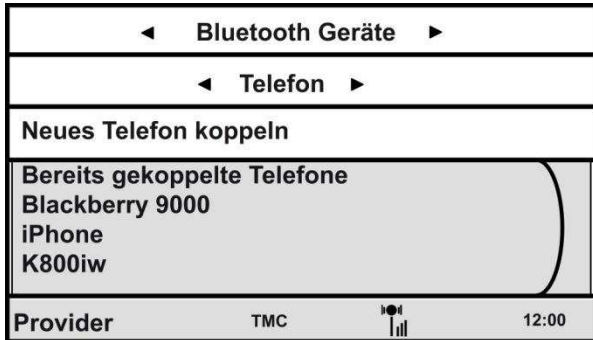 ◄ Bluetooth Geräte ►
◄ Telefon ►
Neues Telefon koppeln
Bereits gekoppelte Telefone
Blackberry 9000
iPhone
K800iw
Provider TMC 12:00